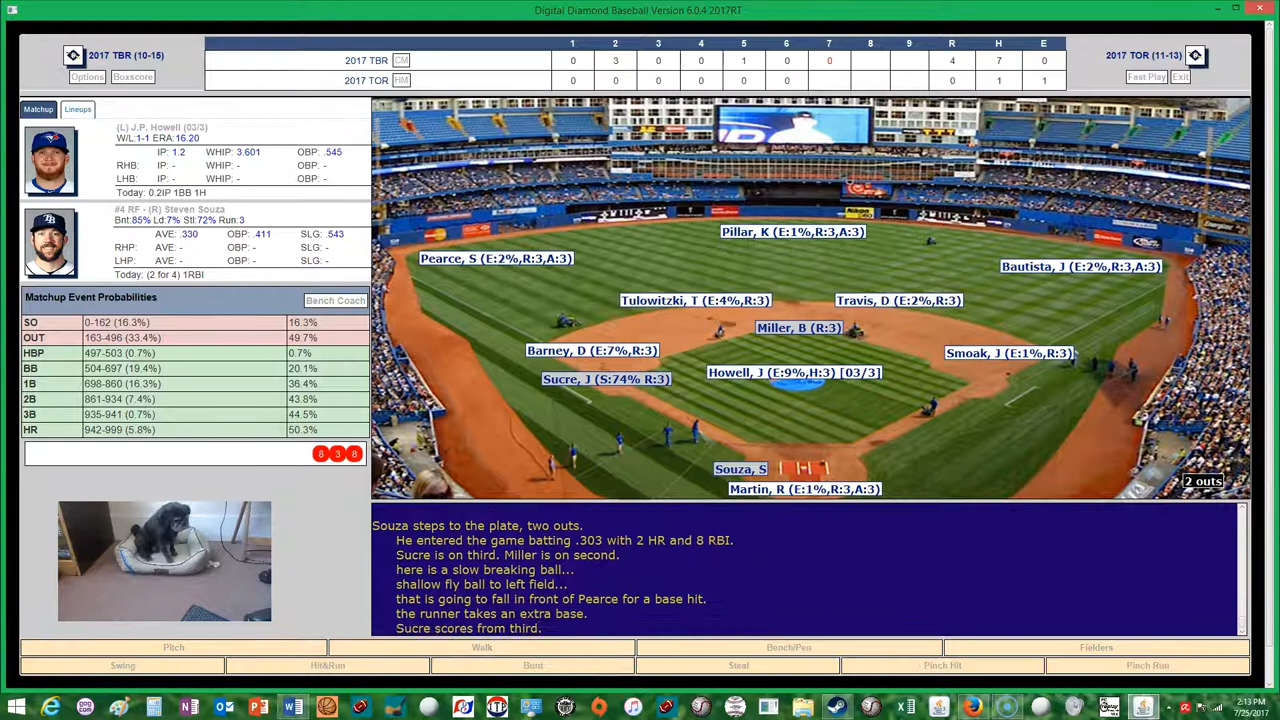 Digital Diamond Baseball Version 6.0.4 2017RT
2017 TBR (10-15)
Options
Boxscore
1 2 3 4 5 6 7 8 9 R H E
2017 TBR CM 0 3 0 0 1 0 0 4 7 0
2017 TOR HM 0 0 0 0 0 0 0 1 1
2017 TOR (11-13)
Fast Play
Exit
Matchup
Lineups
(L) J.P. Howell (03/3)
W/L:1-1 ERA:16.20
IP: 1.2 WHIP: 3.601 OBP: .545
RHB: IP: - WHIP: - OBP: -
LHB: IP: - WHIP: - OBP: -
Today: 0.2IP 1BB 1H
#4 RF - (R) Steven Souza
Bnt:85% Ld:7% Stl:72% Run:3
AVE: .330 OBP: .411 SLG: .543
RHP: AVE: - OBP: - SLG: -
LHP: AVE: - OBP: - SLG: -
Today: (2 for 4) 1RBI
Matchup Event Probabilities
Bench Coach
SO 0-162 (16.3%) 16.3%
OUT 163-496 (33.4%) 49.7%
HBP 497-503 (0.7%) 0.7%
BB 504-697 (19.4%) 20.1%
1B 698-860 (16.3%) 36.4%
2B 861-934 (7.4%) 43.8%
3B 935-941 (0.7%) 44.5%
HR 942-999 (5.8%) 50.3%
8 3 8
Pillar, K (E:1%,R:3,A:3)
Pearce, S (E:2%,R:3,A:3)
Bautista, J (E:2%,R:3,A:3)
Tulowitzki, T (E:4%,R:3)
Travis, D (E:2%,R:3)
Miller, B (R:3)
Barney, D (E:7%,R:3)
Smoak, J (E:1%,R:3)
Sucre, J (S:74% R:3)
Howell, J (E:9%,H:3) [03/3]
Souza, S
Martin, R (E:1%,R:3,A:3)
2 outs
Souza steps to the plate, two outs.
He entered the game batting .303 with 2 HR and 8 RBI.
Sucre is on third. Miller is on second.
here is a slow breaking ball...
shallow fly ball to left field...
that is going to fall in front of Pearce for a base hit.
the runner takes an extra base.
Sucre scores from third.
Pitch
Walk
Bench/Pen
Fielders
Swing
Hit&Run
Bunt
Steal
Pinch Hit
Pinch Run
2:13 PM
7/25/2017